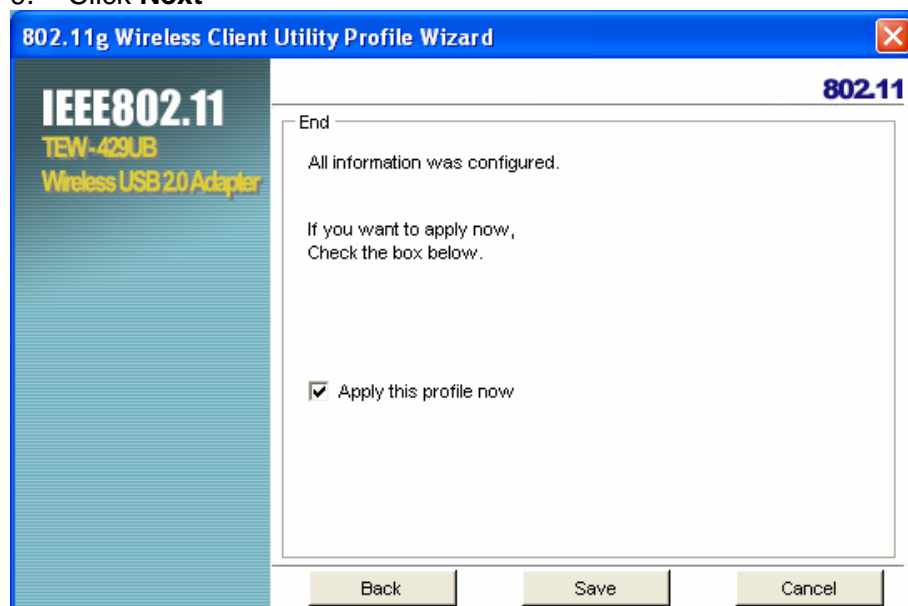 Click Next
802.11g Wireless Client Utility Profile Wizard
802.11
IEEE802.11
TEW-429UB
Wireless USB 2.0 Adapter
End
All information was configured.
If you want to apply now,
Check the box below.
Apply this profile now
Back Save Cancel